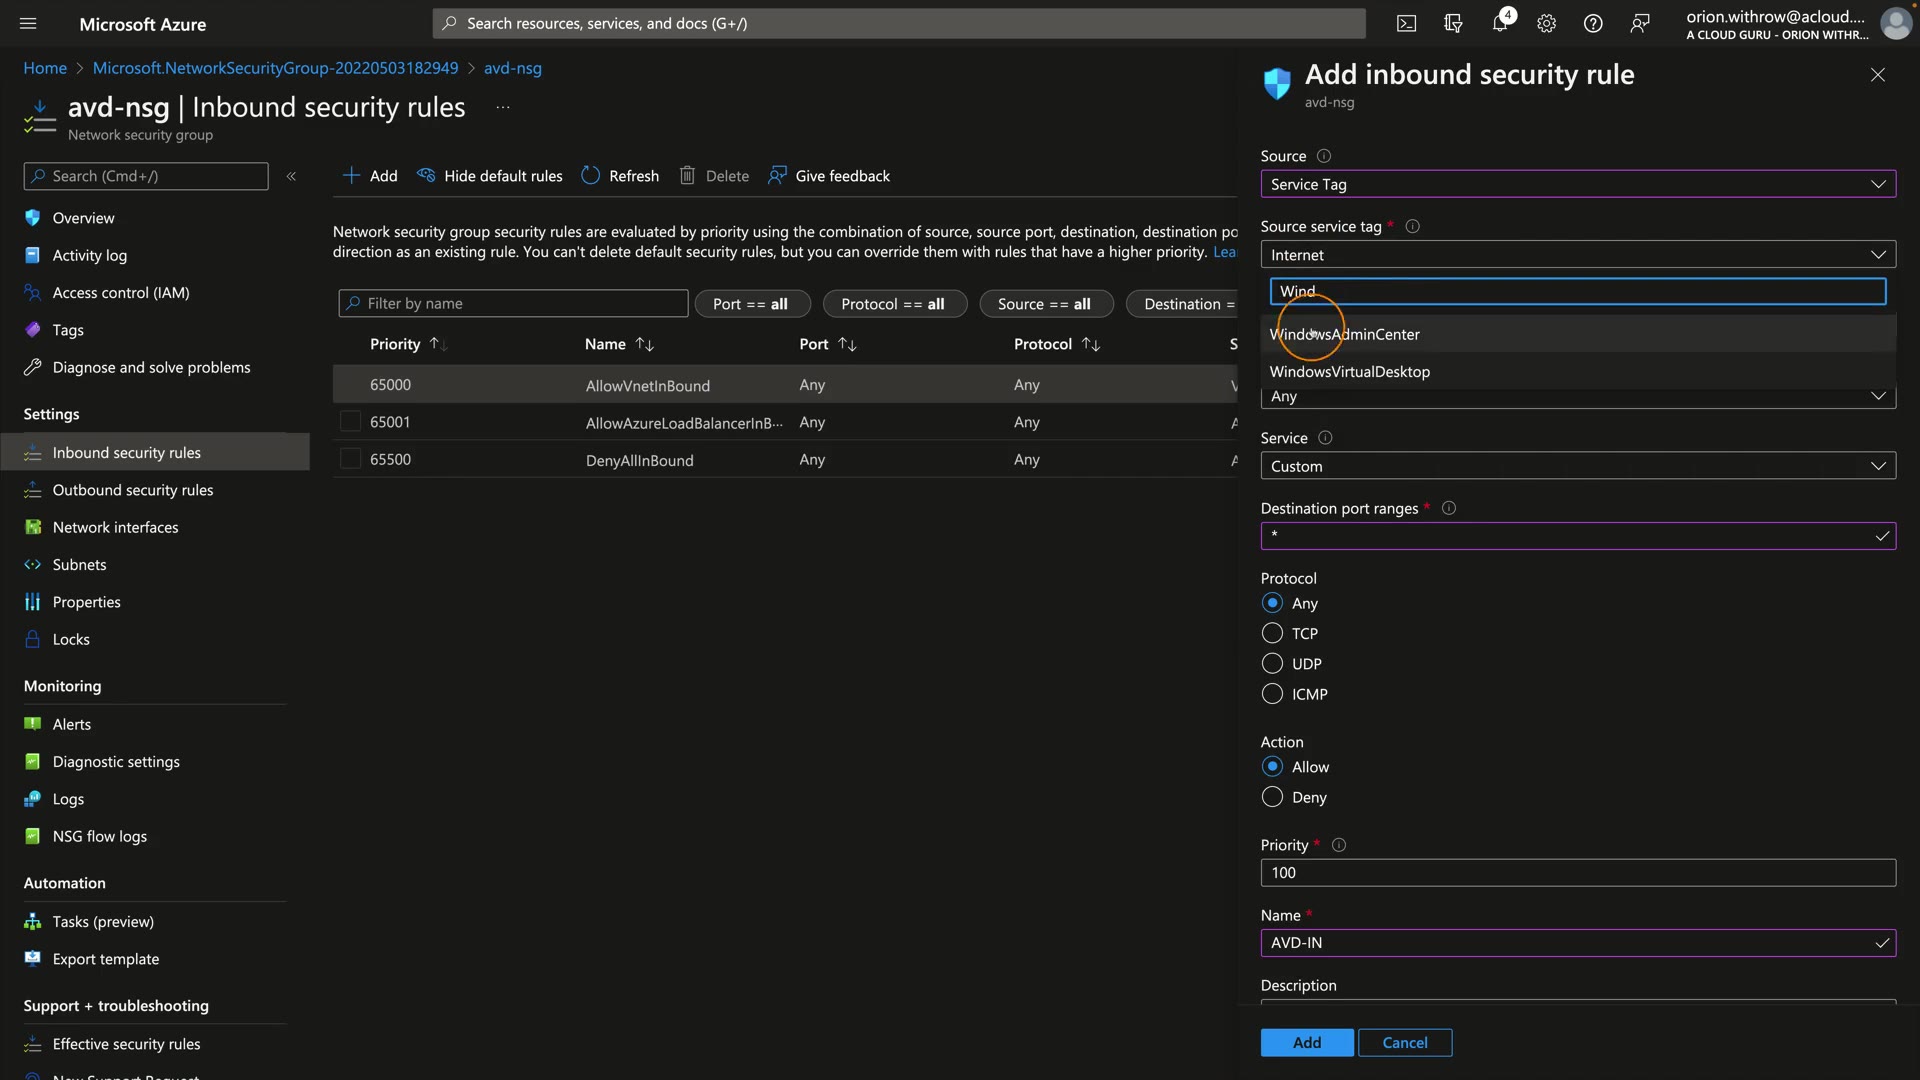 Microsoft Azure
Search resources, services, and docs (G+/)
4
orion.withrow@acloud....
A CLOUD GURU - ORION WITHR...
Home > Microsoft.NetworkSecurityGroup-20220503182949 > avd-nsg
avd-nsg | Inbound security rules ...
Network security group
Search (Cmd+/)
Overview
Activity log
Access control (IAM)
Tags
Diagnose and solve problems
Settings
Inbound security rules
Outbound security rules
Network interfaces
Subnets
Properties
Locks
Monitoring
Alerts
Diagnostic settings
Logs
NSG flow logs
Automation
Tasks (preview)
Export template
Support + troubleshooting
Effective security rules
New Support Request
Add Hide default rules Refresh Delete Give feedback
Network security group security rules are evaluated by priority using the combination of source, source port, destination, destination po
direction as an existing rule. You can't delete default security rules, but you can override them with rules that have a higher priority. Lea
Filter by name Port == all Protocol == all Source == all Destination =
Priority ↑↓ Name ↑↓ Port ↑↓ Protocol ↑↓ S
65000 AllowVnetInBound Any Any V
65001 AllowAzureLoadBalancerInB··· Any Any A
65500 DenyAllInBound Any Any A
Add inbound security rule
avd-nsg
Source
Service Tag
Source service tag *
Internet
Wind
WindowsAdminCenter
WindowsVirtualDesktop
Any
Service
Custom
Destination port ranges *
*
Protocol
Any
TCP
UDP
ICMP
Action
Allow
Deny
Priority *
100
Name *
AVD-IN
Description
Add Cancel